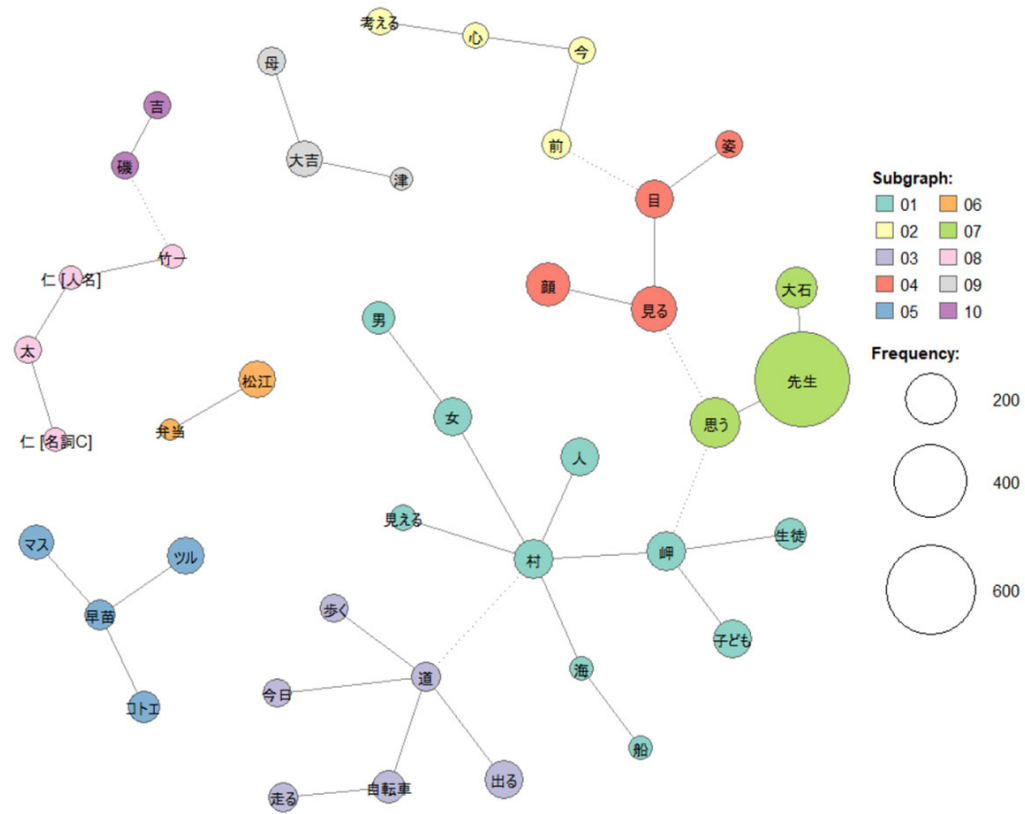 考える
心
今
母
吉
前
姿
大吉
磯
津
目
竹一
仁 [人名]
顔
見る
大石
男
太
松江
先生
女
思う
弁当
仁 [名詞C]
人
見える
生徒
マス
ツル
村
岬
早苗
歩く
子ども
海
道
今日
コトエ
船
自転車
出る
走る
Subgraph:
01 06
02 07
03 08
04 09
05 10
Frequency:
200
400
600